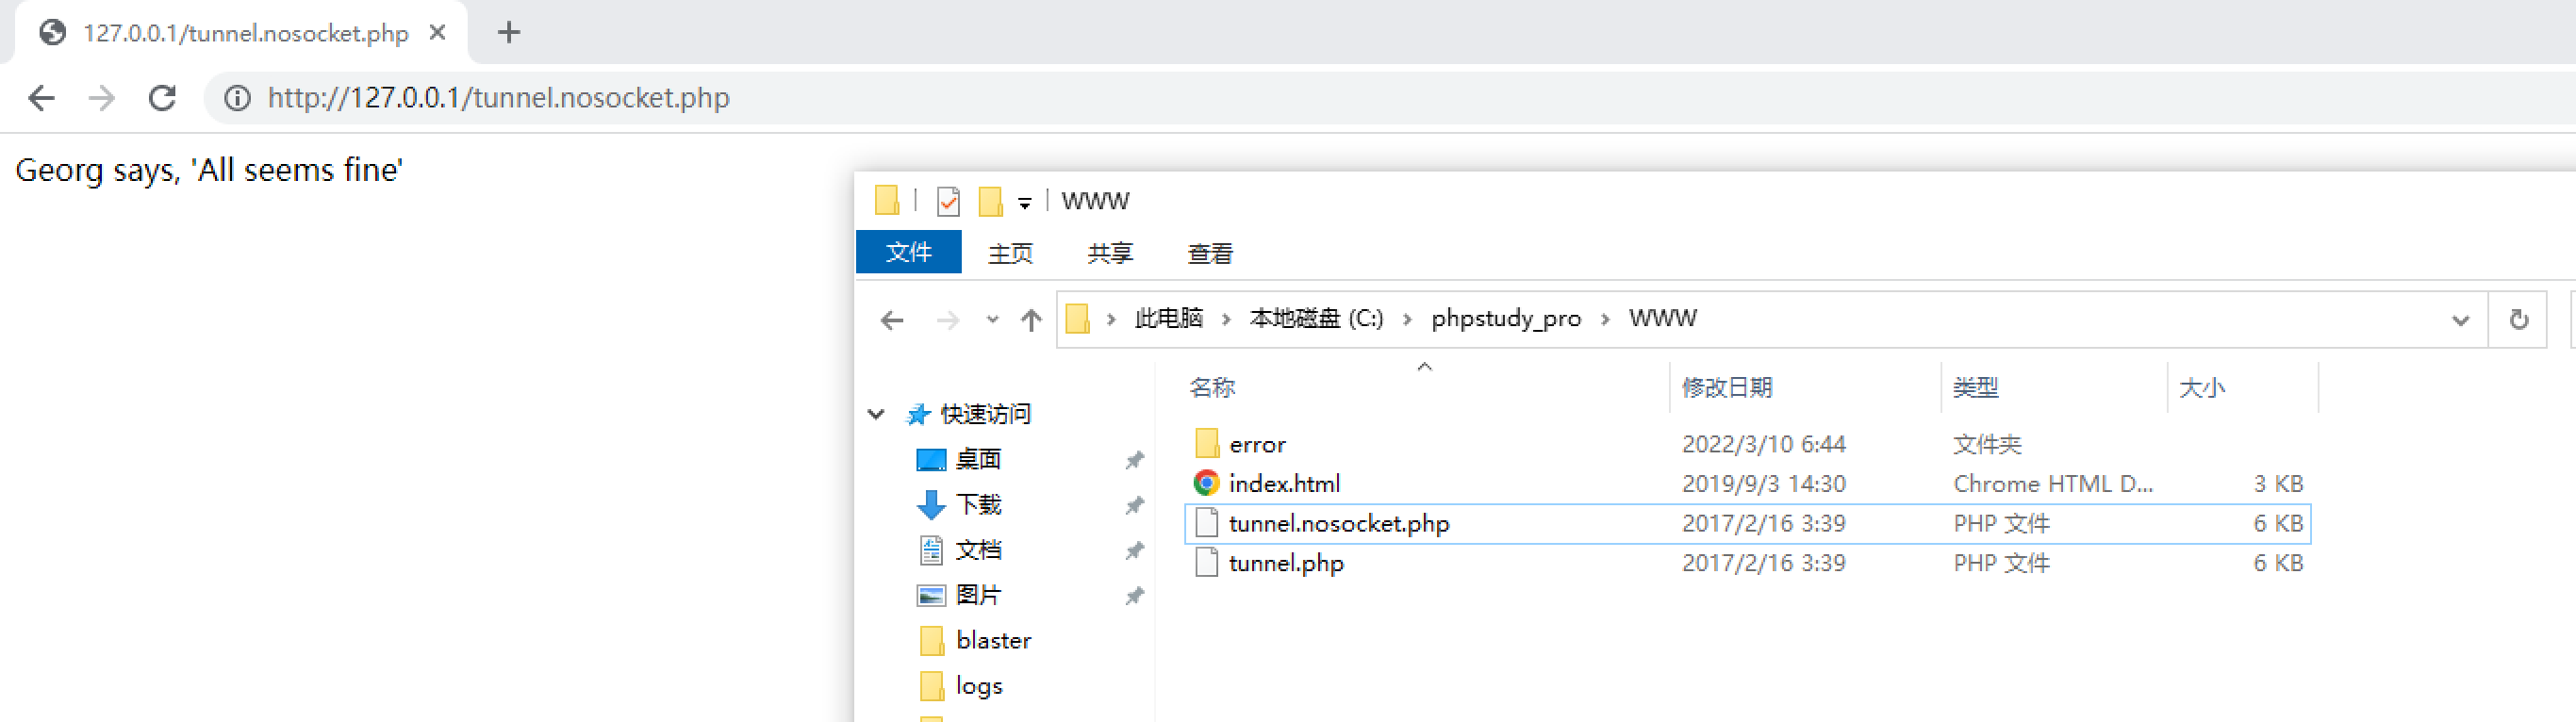 127.0.0.1/tunnel.nosocket.php
http://127.0.0.1/tunnel.nosocket.php
Georg says, 'All seems fine'
WWW
文件 主页 共享 查看
此电脑 本地磁盘 (C:) phpstudy_pro WWW
名称 修改日期 类型 大小
快速访问
桌面
下载
文档
图片
blaster
logs
error 2022/3/10 6:44 文件夹
index.html 2019/9/3 14:30 Chrome HTML D... 3 KB
tunnel.nosocket.php 2017/2/16 3:39 PHP 文件 6 KB
tunnel.php 2017/2/16 3:39 PHP 文件 6 KB